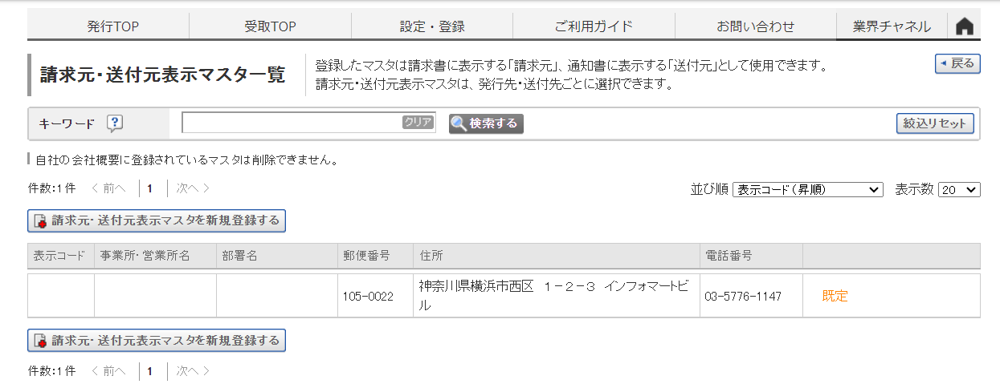 発行TOP 受取TOP 設定・登録 ご利用ガイド お問い合わせ 業界チャネル
請求元・送付元表示マスター覧
登録したマスタは請求書に表示する「請求元」、通知書に表示する「送付元」として使用できます。
請求元・送付元表示マスタは、発行先・送付先ごとに選択できます。
戻る
キーワード ? クリア 検索する 絞込リセット
自社の会社概要に登録されているマスタは削除できません。
件数:1件 〈 前へ 1 次へ 〉 並び順 表示コード(昇順) 表示数 20
請求元・送付元表示マスタを新規登録する
表示コード 事業所・営業所名 部署名 郵便番号 住所 電話番号
105-0022 神奈川県横浜市西区 １－２－３ インフォマートビ 03-5776-1147 既定
ル
請求元・送付元表示マスタを新規登録する
件数:1件 〈 前へ 1 次へ 〉